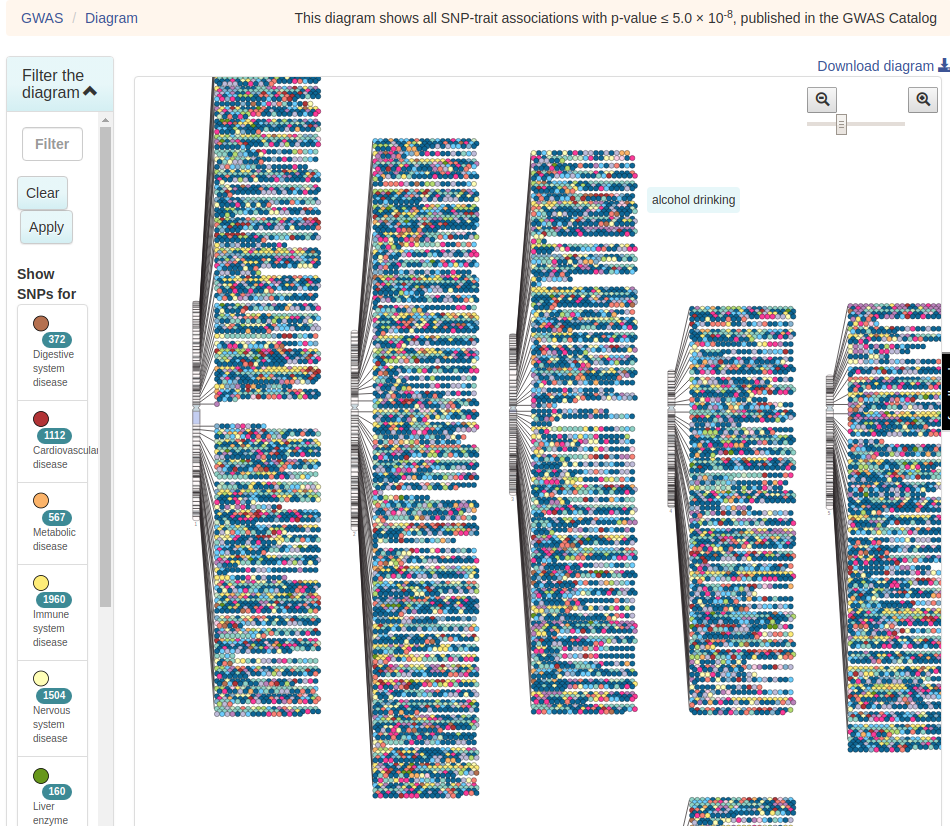 GWAS / Diagram
This diagram shows all SNP-trait associations with p-value ≤ 5.0 × 10⁻⁸, published in the GWAS Catalog
Download diagram
Filter the
diagram
Filter
Clear
Apply
Show
SNPs for
372
Digestive
system
disease
1112
Cardiovascular
disease
567
Metabolic
disease
1960
Immune
system
disease
1504
Nervous
system
disease
160
Liver
enzyme
alcohol drinking